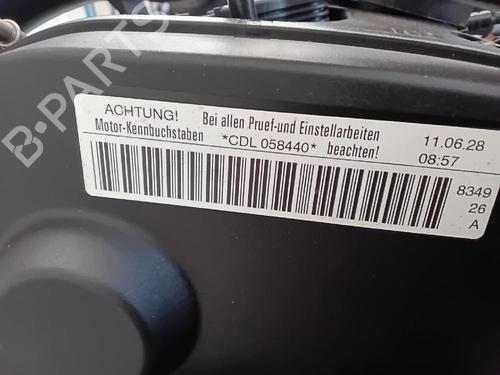 ACHTUNG! Bei allen Pruef-und Einstellarbeiten
Motor-Kennbuchstaben *CDL 058440* beachten!
11.06.28
08:57
8349
26
A
B-PARTS